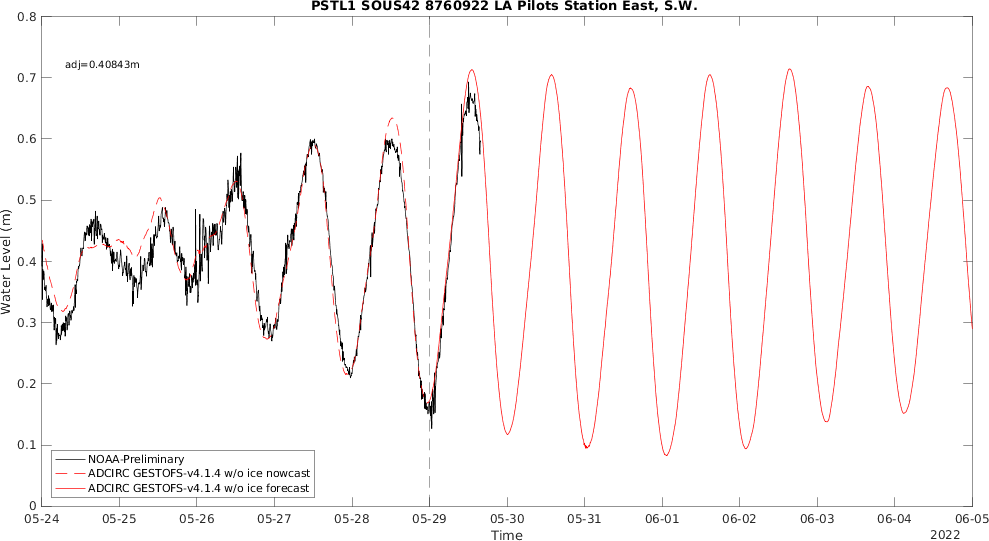 PSTL1 SOUS42 8760922 LA Pilots Station East, S.W.
adj=0.40843m
0.8
0.7
0.6
0.5
0.4
0.3
0.2
0.1
0
Water Level (m)
NOAA-Preliminary
ADCIRC GESTOFS-v4.1.4 w/o ice nowcast
ADCIRC GESTOFS-v4.1.4 w/o ice forecast
05-24 05-25 05-26 05-27 05-28 05-29 05-30 05-31 06-01 06-02 06-03 06-04 06-05
Time
2022